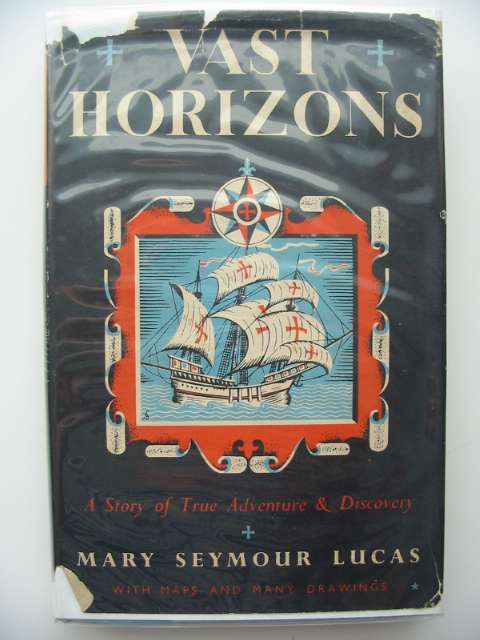 VAST
HORIZONS
A Story of True Adventure & Discovery
MARY SEYMOUR LUCAS
WITH MAPS AND MANY DRAWINGS